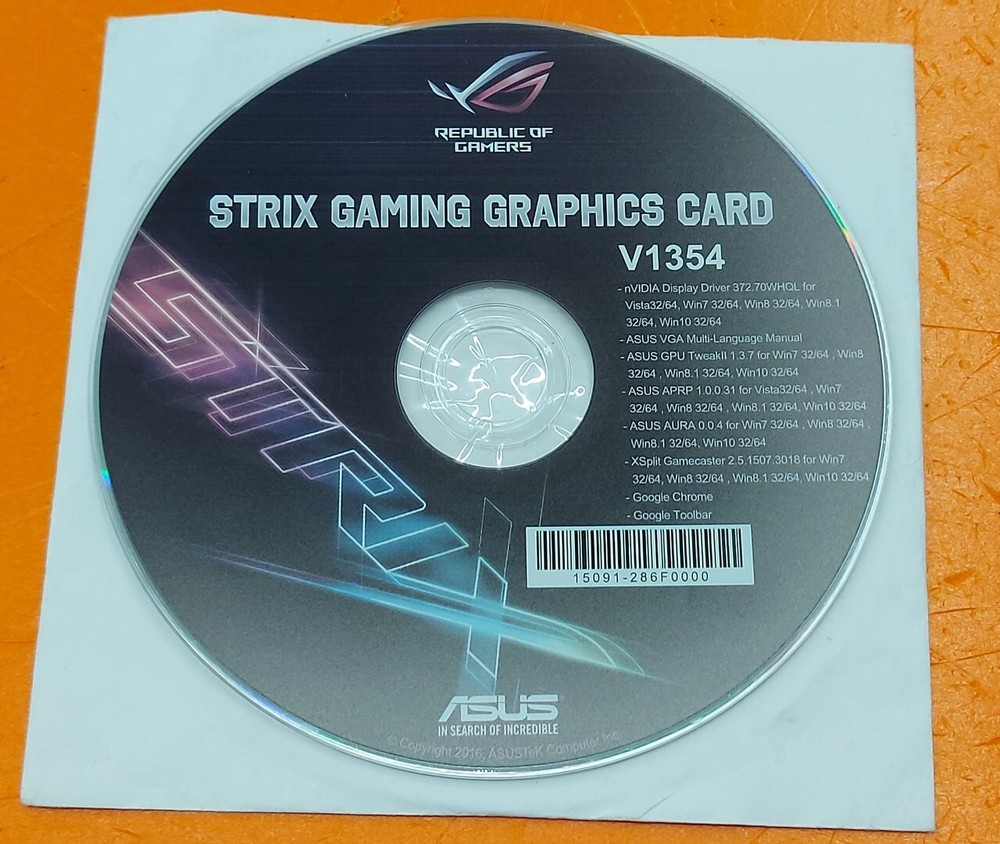 REPUBLIC OF
GAMERS
STRIX GAMING GRAPHICS CARD
V1354
- nVIDIA Display Driver 372.70WHQL for
Vista32/64, Win7 32/64, Win8 32/64, Win8.1
32/64, Win10 32/64
- ASUS VGA Multi-Language Manual
- ASUS GPU TweakII 1.3.7 for Win7 32/64 , Win8
32/64 , Win8.1 32/64, Win10 32/64
- ASUS APRP 1.0.0.31 for Vista32/64 , Win7
32/64 , Win8 32/64 , Win8.1 32/64, Win10 32/64
- ASUS AURA 0.0.4 for Win7 32/64 , Win8 32/64 ,
Win8.1 32/64, Win10 32/64
- XSplit Gamecaster 2.5.1507.3018 for Win7
32/64, Win8 32/64 , Win8.1 32/64, Win10 32/64
- Google Chrome
- Google Toolbar
STRIX
15091-286F0000
ASUS
IN SEARCH OF INCREDIBLE
© Copyright 2016, ASUSTeK Computer Inc.